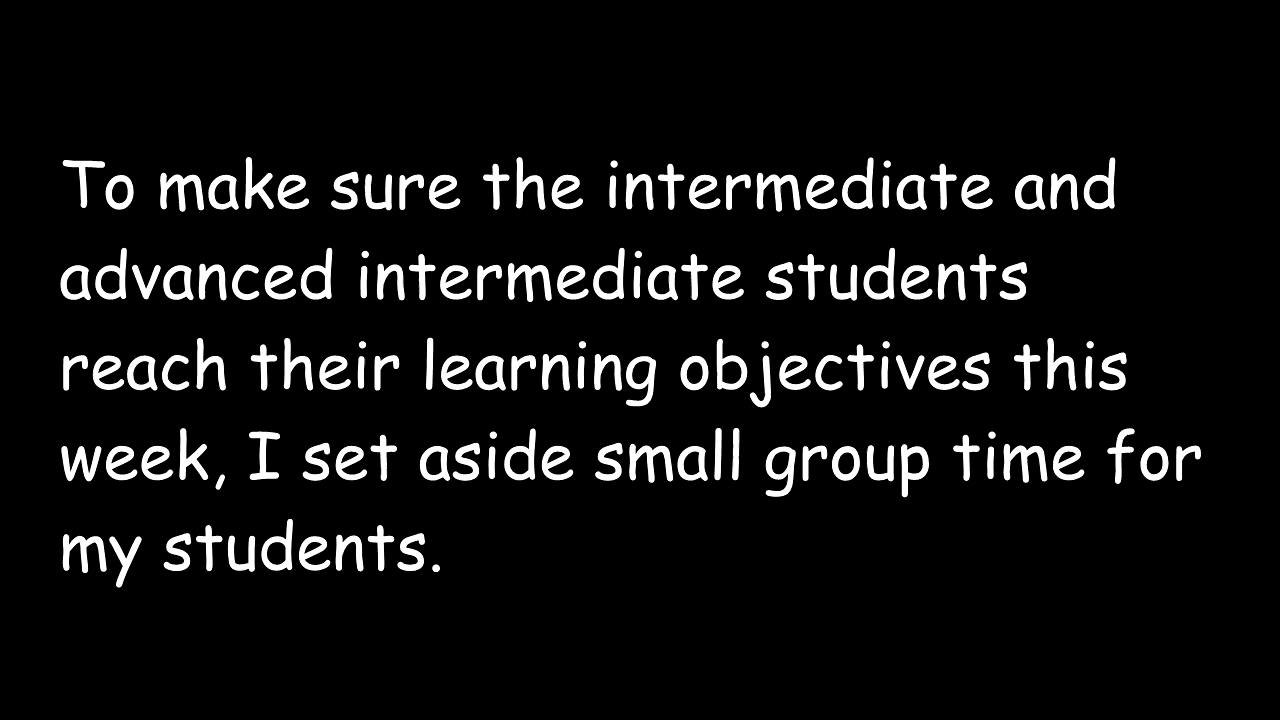 To make sure the intermediate and
advanced intermediate students
reach their learning objectives this
week, I set aside small group time for
my students.